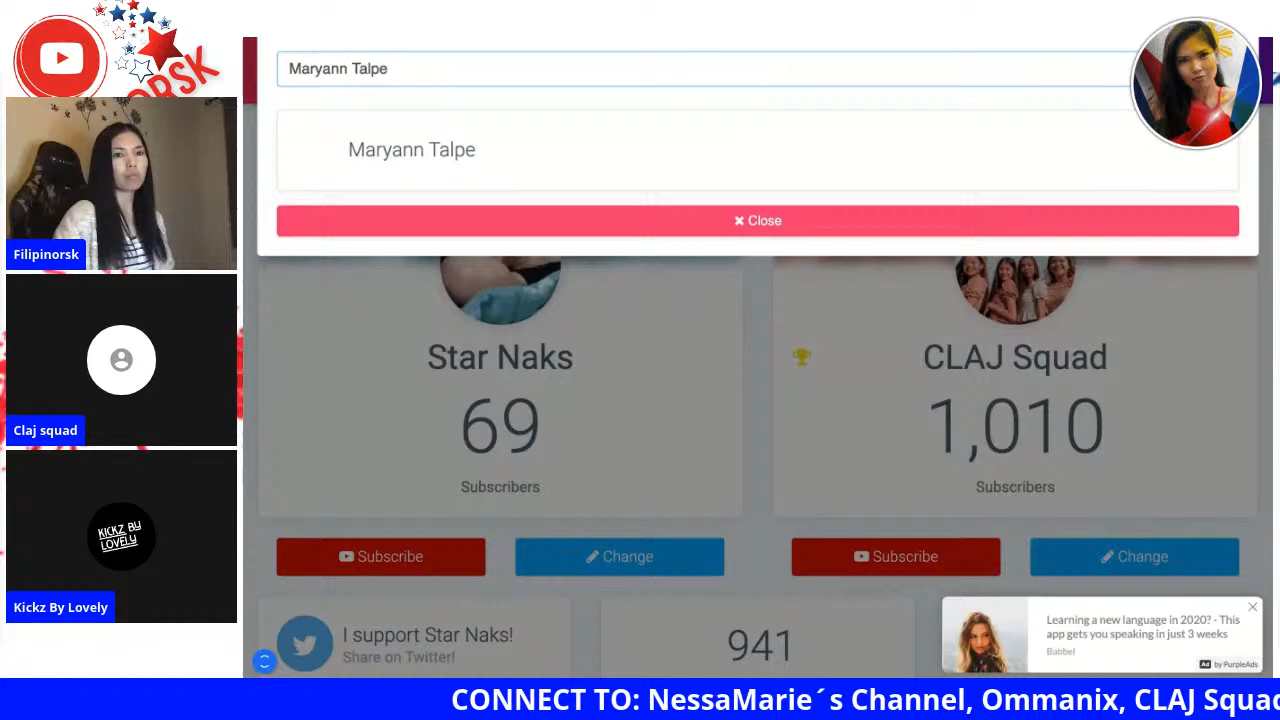 ORSK
Filipinorsk
Claj squad
KICKZ BY
LOVELY
Kickz By Lovely
Maryann Talpe
Maryann Talpe
✖ Close
Star Naks
69
Subscribers
CLAJ Squad
1,010
Subscribers
Subscribe
Change
Subscribe
Change
I support Star Naks!
Share on Twitter!
941
Learning a new language in 2020? - This
app gets you speaking in just 3 weeks
Babbel
Ad by PurpleAds
CONNECT TO: NessaMarie´s Channel, Ommanix, CLAJ Squad